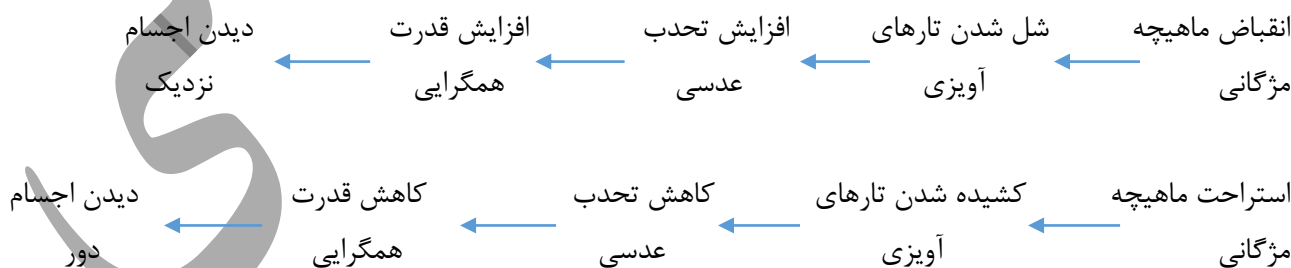 انقباض ماهیچه شل شدن تارهای افزایش تحدب افزایش قدرت دیدن اجسام
مژگانی آویزی عدسی همگرایی نزدیک
استراحت ماهیچه کشیده شدن تارهای کاهش تحدب کاهش قدرت دیدن اجسام
مژگانی آویزی عدسی همگرایی دور